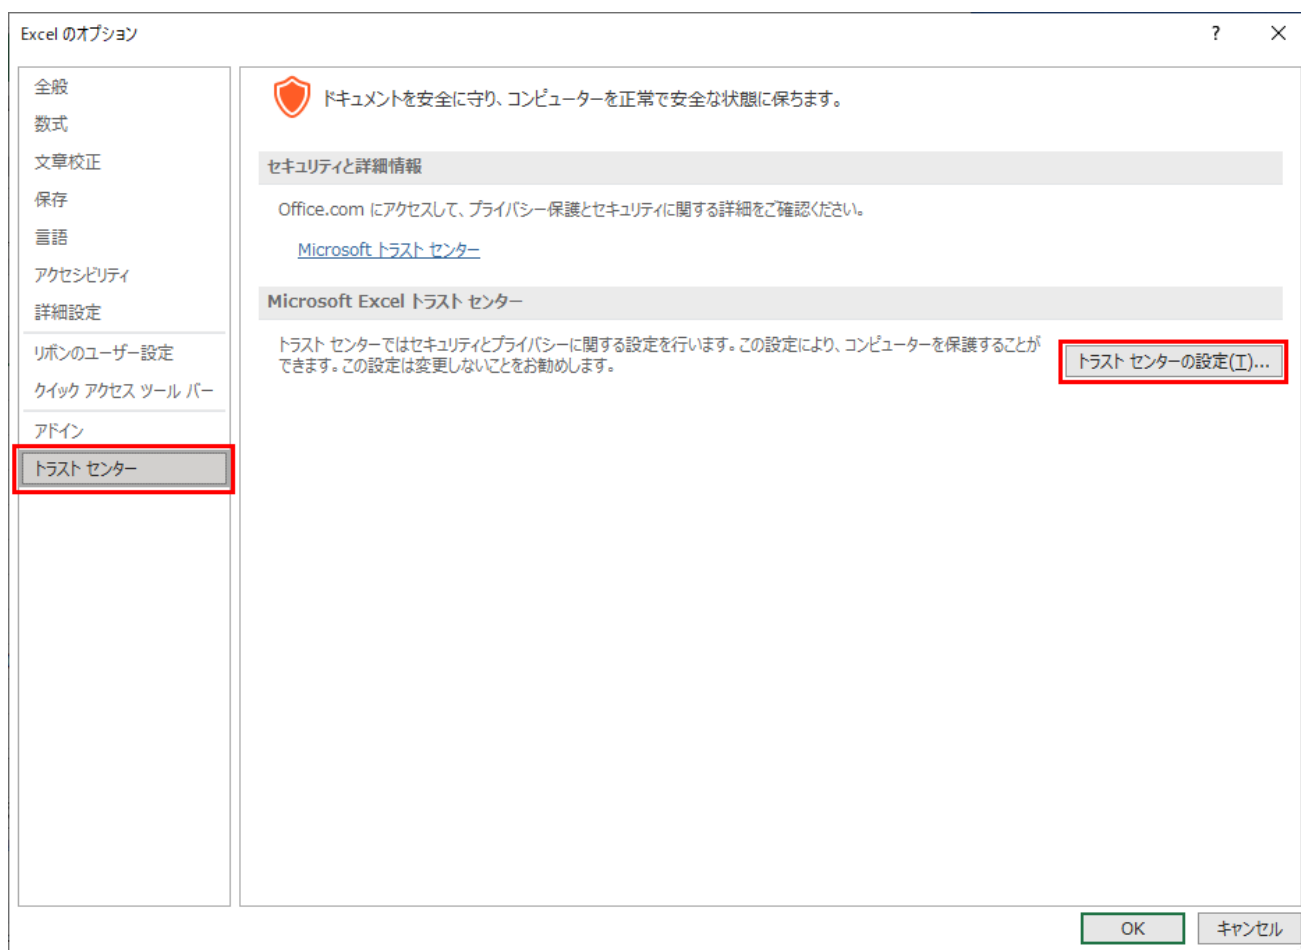 Excel のオプション
?
全般
数式
文章校正
保存
言語
アクセシビリティ
詳細設定
リボンのユーザー設定
クイック アクセス ツール バー
アドイン
トラスト センター
ドキュメントを安全に守り、コンピューターを正常で安全な状態に保ちます。
セキュリティと詳細情報
Office.com にアクセスして、プライバシー保護とセキュリティに関する詳細をご確認ください。
Microsoft トラスト センター
Microsoft Excel トラスト センター
トラスト センターではセキュリティとプライバシーに関する設定を行います。この設定により、コンピューターを保護することが
できます。この設定は変更しないことをお勧めします。
トラスト センターの設定(T)...
OK
キャンセル